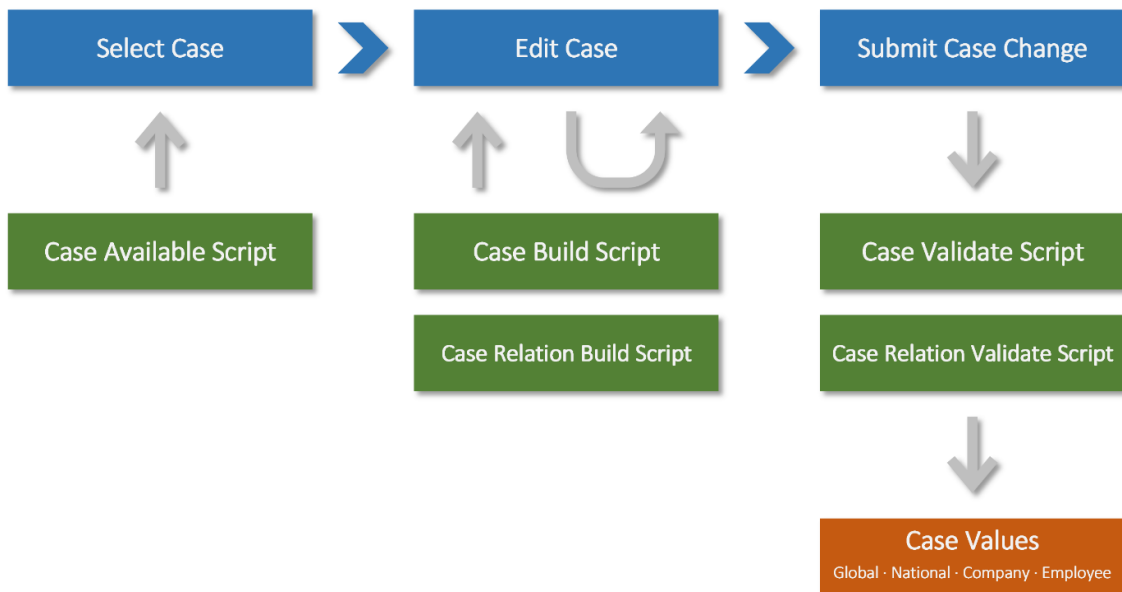 Select Case
Edit Case
Submit Case Change
Case Available Script
Case Build Script
Case Validate Script
Case Relation Build Script
Case Relation Validate Script
Case Values
Global · National · Company · Employee